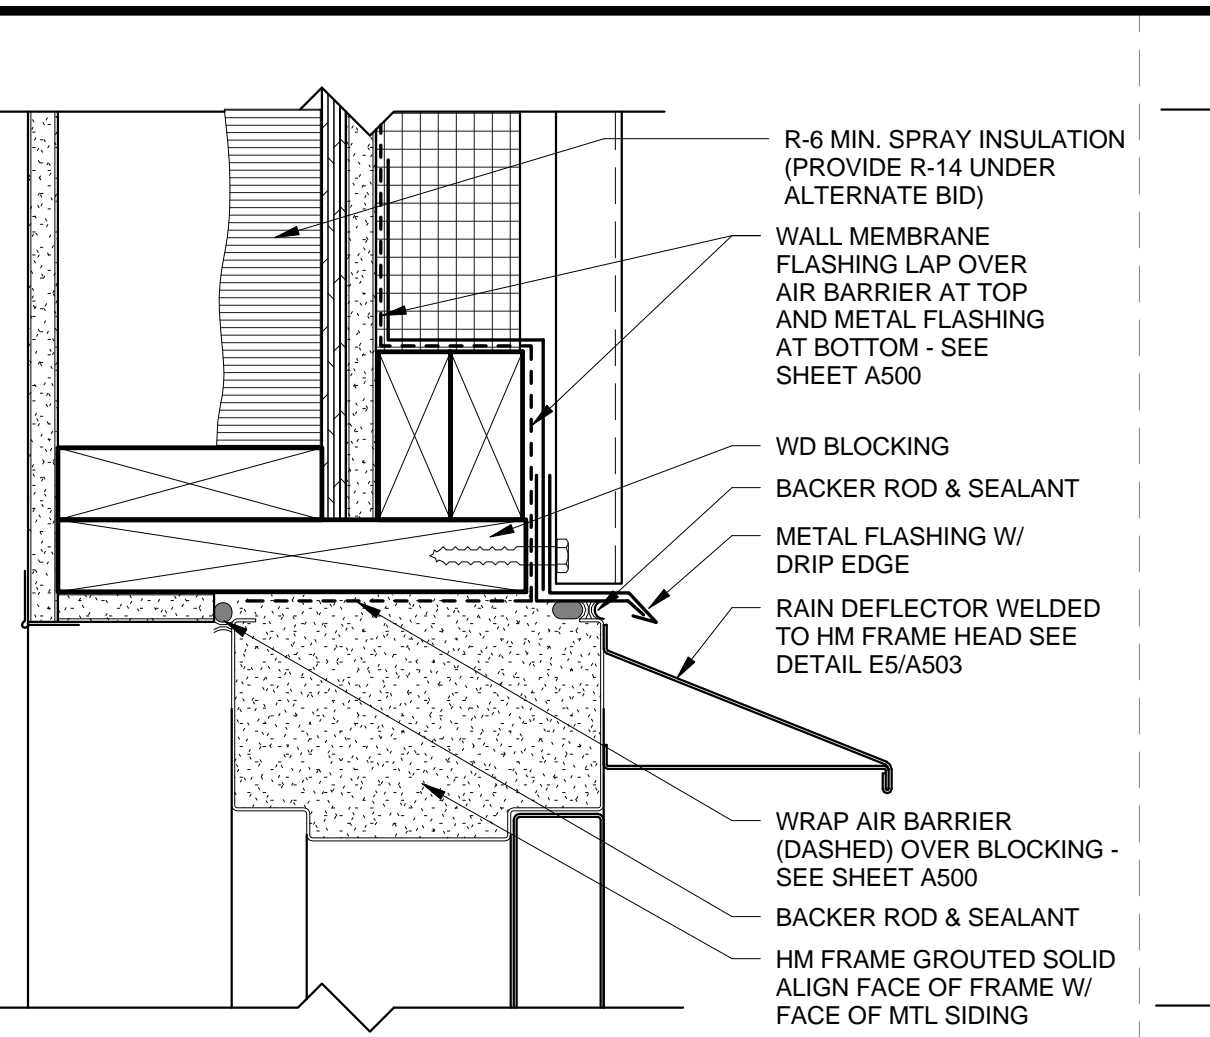 R-6 MIN. SPRAY INSULATION
(PROVIDE R-14 UNDER
ALTERNATE BID)
WALL MEMBRANE
FLASHING LAP OVER
AIR BARRIER AT TOP
AND METAL FLASHING
AT BOTTOM - SEE
SHEET A500
WD BLOCKING
BACKER ROD & SEALANT
METAL FLASHING W/
DRIP EDGE
RAIN DEFLECTOR WELDED
TO HM FRAME HEAD SEE
DETAIL E5/A503
WRAP AIR BARRIER
(DASHED) OVER BLOCKING -
SEE SHEET A500
BACKER ROD & SEALANT
HM FRAME GROUTED SOLID
ALIGN FACE OF FRAME W/
FACE OF MTL SIDING